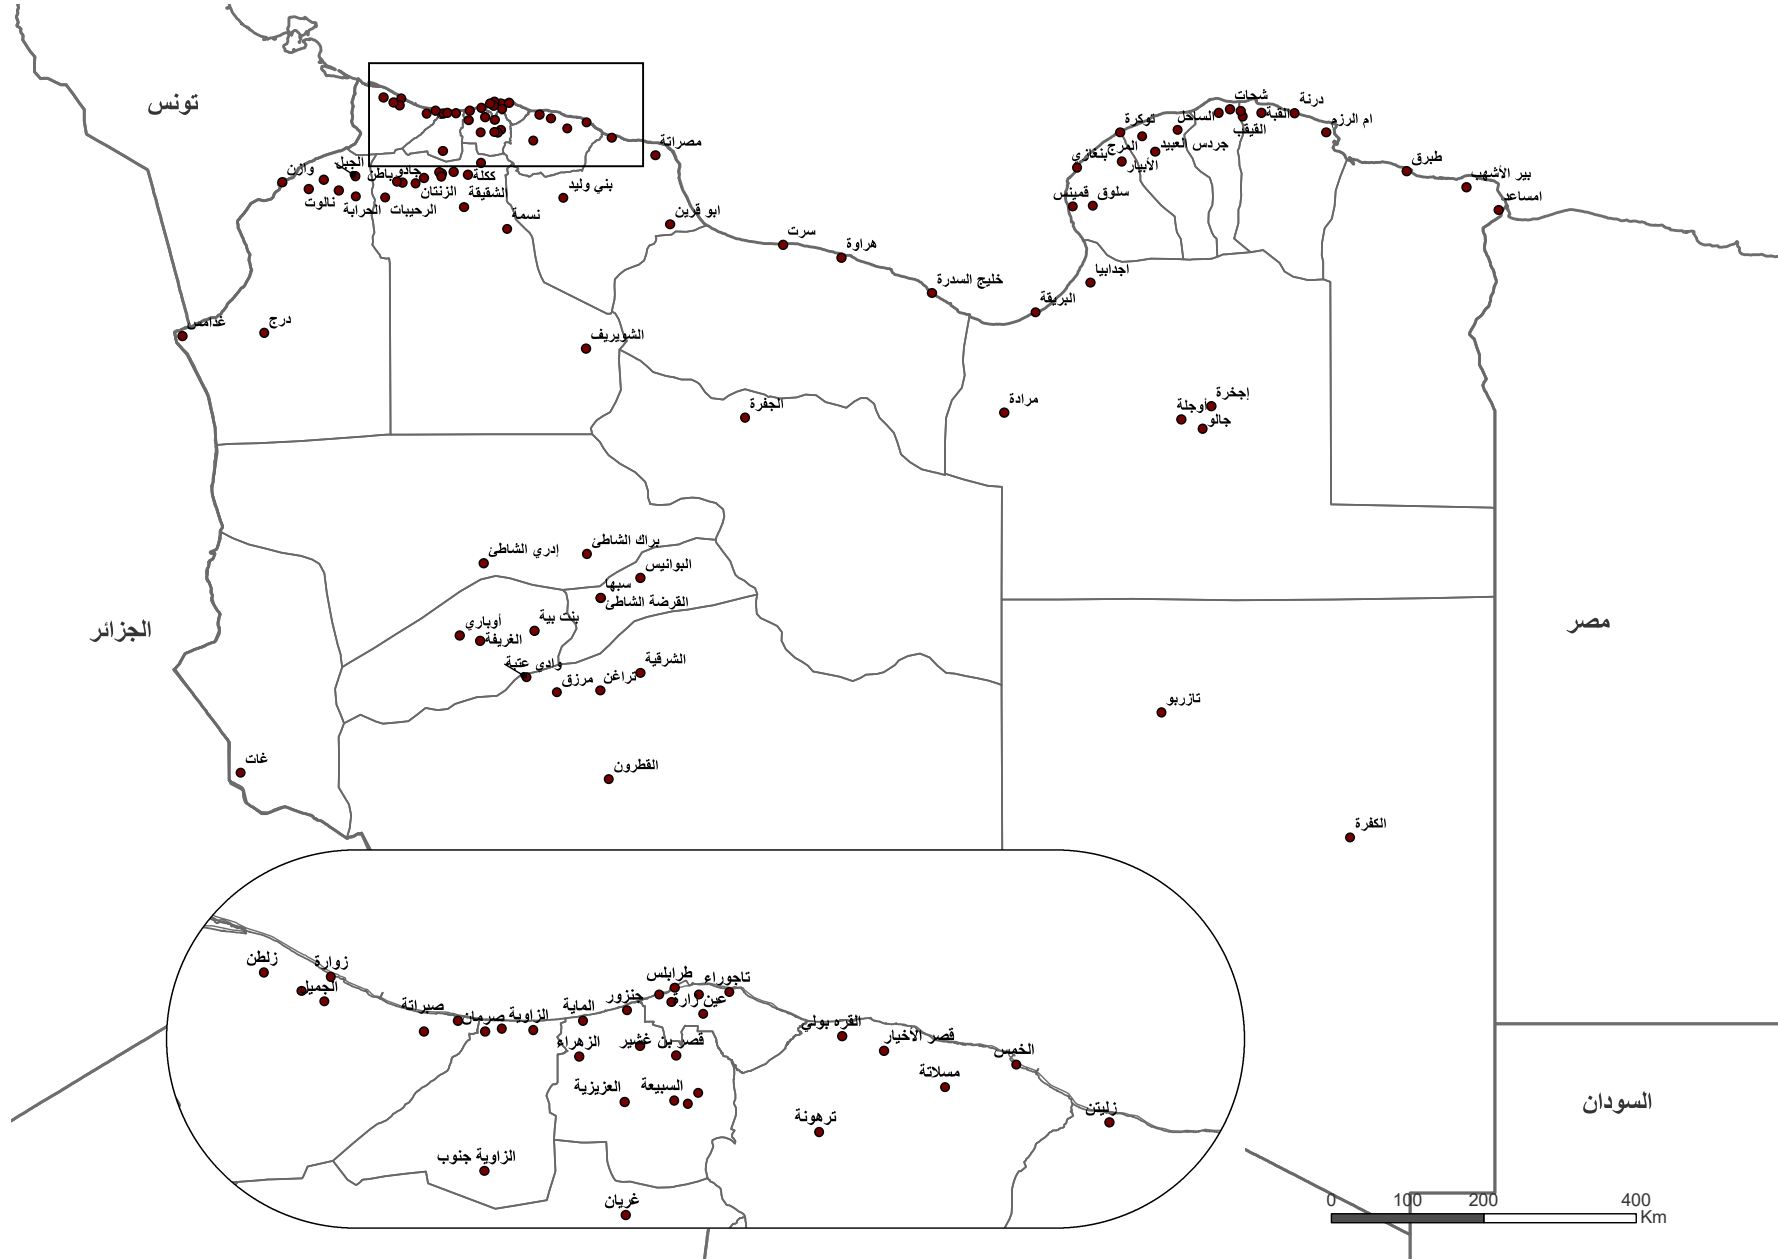 تونس
شحات
درنة
القبة
ام الرزم
الساحل
القيقب
توكرة
جردس العبيد
المرج
الأبيار
بنغازي
طبرق
بير الأشهب
امساعد
سلوق
قمينس
مصراتة
الجبل
وازن
باطن
جادو
ككلة
الزنتان
الشقيقة
نالوت
الحرابة
الرحيبات
نسمة
بني وليد
ابو قرين
سرت
هراوة
اجدابيا
خليج السدرة
البريقة
غدامس
درج
الشويريف
الجفرة
مرادة
إجخرة
أوجلة
جالو
براك الشاطئ
إدري الشاطئ
البوانيس
سبها
القرضة الشاطئ
أوباري
بنت بية
الغريفة
وادي عتبة
الشرقية
تراغن
مرزق
الجزائر
مصر
تازربو
غات
القطرون
الكفرة
زلطن
زوارة
الجميل
طرابلس
تاجوراء
عين زارة
جنزور
صبراتة
صرمان
الزاوية
الماية
القره بولي
قصر الأخيار
الزهراء
قصر بن غشير
الخمس
مسلاتة
العزيزية
السبيعة
زليتن
ترهونة
الزاوية جنوب
غريان
السودان
0 100 200 400
Km